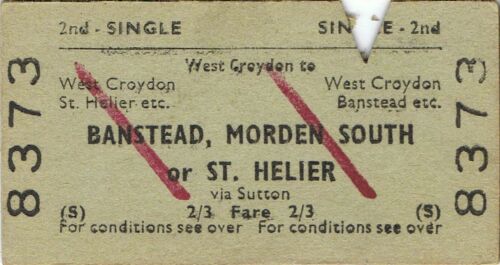 2nd - SINGLE SINGLE - 2nd
West Croydon to
West Croydon West Croydon
St. Helier etc. Banstead etc.
BANSTEAD, MORDEN SOUTH
or ST. HELIER
via Sutton
(S) 2/3 Fare 2/3 (S)
For conditions see over For conditions see over
8373
8373